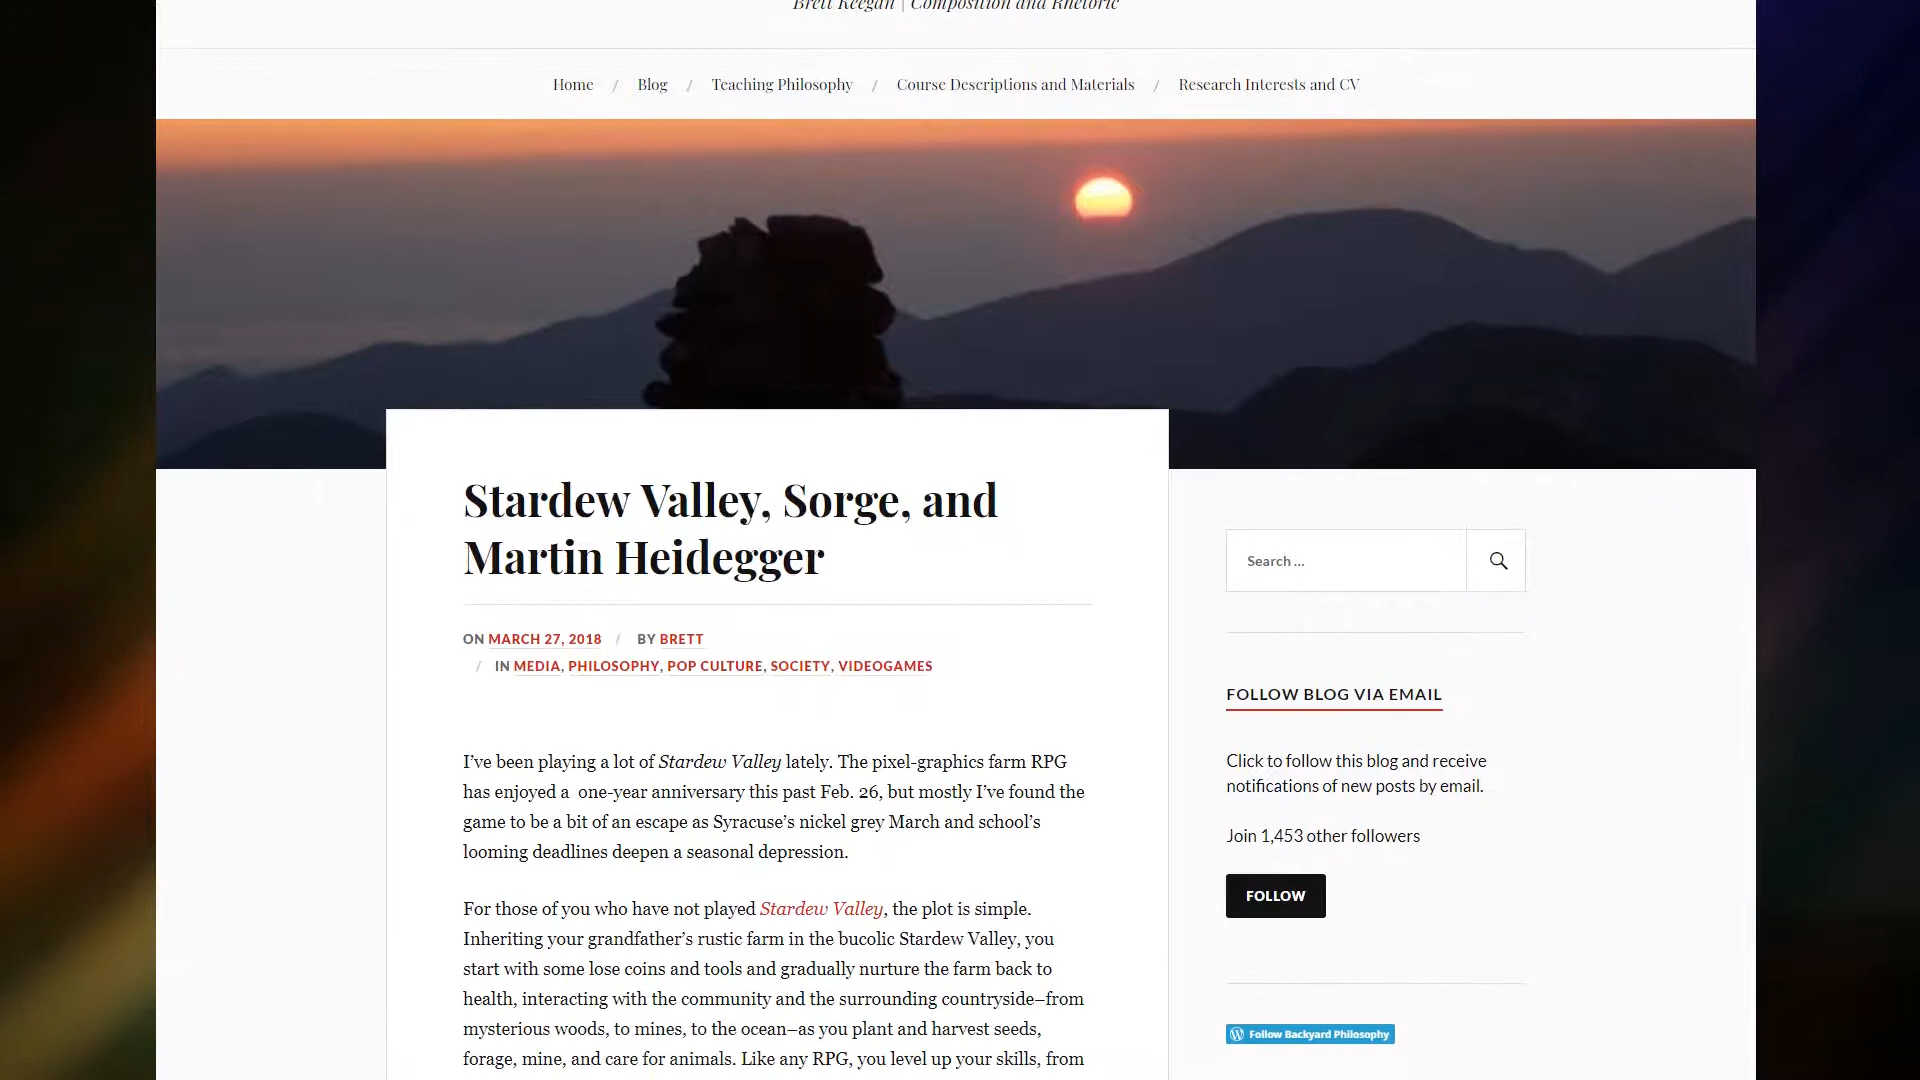 Brett Keegan | Composition and Rhetoric
Home / Blog / Teaching Philosophy / Course Descriptions and Materials / Research Interests and CV
Stardew Valley, Sorge, and
Martin Heidegger
ON MARCH 27, 2018 / BY BRETT
/ IN MEDIA, PHILOSOPHY, POP CULTURE, SOCIETY, VIDEOGAMES
I’ve been playing a lot of Stardew Valley lately. The pixel-graphics farm RPG
has enjoyed a one-year anniversary this past Feb. 26, but mostly I’ve found the
game to be a bit of an escape as Syracuse’s nickel grey March and school’s
looming deadlines deepen a seasonal depression.
For those of you who have not played Stardew Valley, the plot is simple.
Inheriting your grandfather’s rustic farm in the bucolic Stardew Valley, you
start with some lose coins and tools and gradually nurture the farm back to
health, interacting with the community and the surrounding countryside–from
mysterious woods, to mines, to the ocean–as you plant and harvest seeds,
forage, mine, and care for animals. Like any RPG, you level up your skills, from
Search ...
FOLLOW BLOG VIA EMAIL
Click to follow this blog and receive
notifications of new posts by email.
Join 1,453 other followers
FOLLOW
Follow Backyard Philosophy